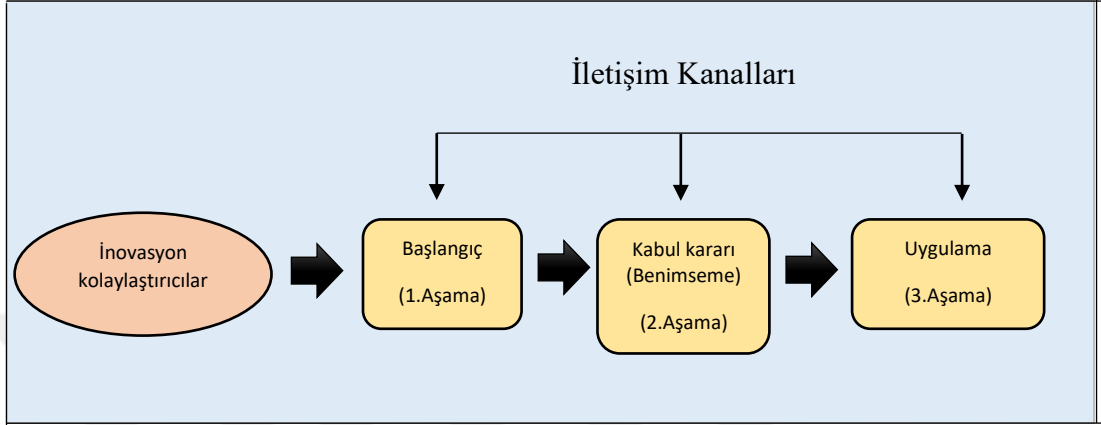 İletişim Kanalları
İnovasyon
kolaylaştırıcılar
Başlangıç
(1.Aşama)
Kabul kararı
(Benimseme)
(2.Aşama)
Uygulama
(3.Aşama)